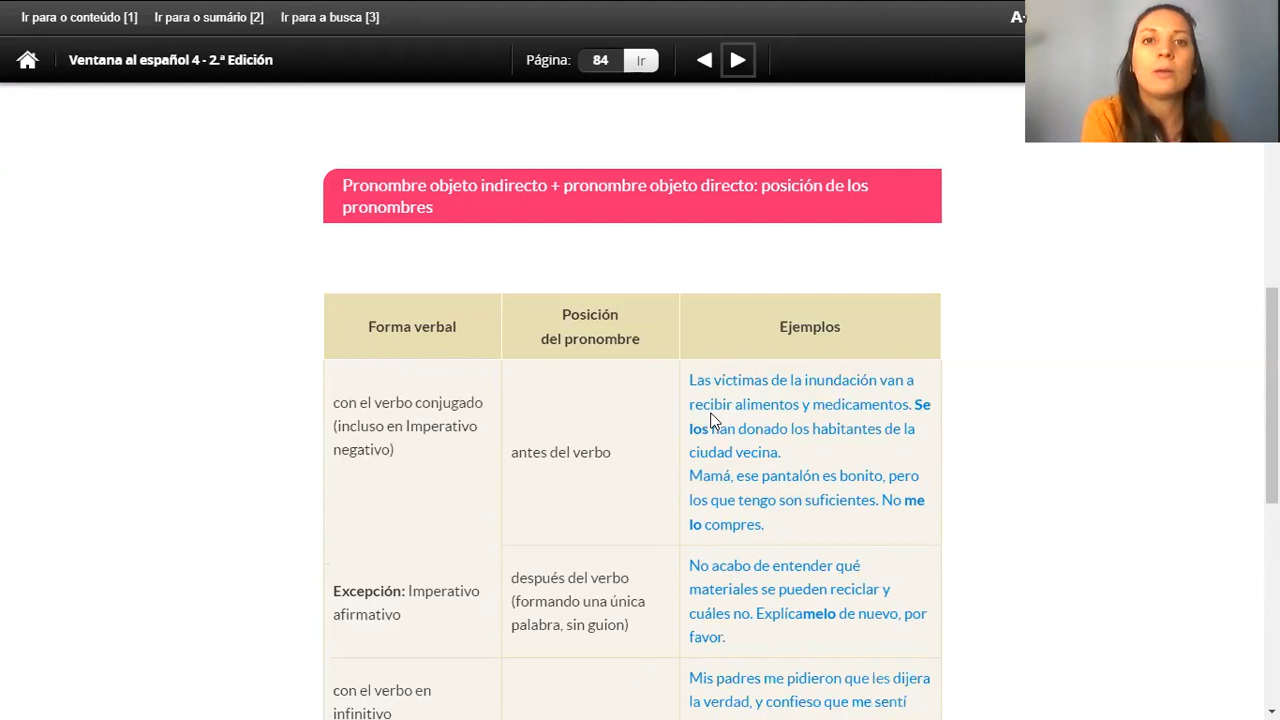 Ir para o conteúdo [1] Ir para o sumário [2] Ir para a busca [3]
A-
Ventana al español 4 - 2.ª Edición
Página: 84 Ir
Pronombre objeto indirecto + pronombre objeto directo: posición de los
pronombres
Forma verbal
Posición
del pronombre
Ejemplos
con el verbo conjugado
(incluso en Imperativo
negativo)
antes del verbo
Las víctimas de la inundación van a
recibir alimentos y medicamentos. Se
los han donado los habitantes de la
ciudad vecina.
Mamá, ese pantalón es bonito, pero
los que tengo son suficientes. No me
lo compres.
Excepción: Imperativo
afirmativo
después del verbo
(formando una única
palabra, sin guion)
No acabo de entender qué
materiales se pueden reciclar y
cuáles no. Explícamelo de nuevo, por
favor.
con el verbo en
infinitivo
Mis padres me pidieron que les dijera
la verdad, y confieso que me sentí